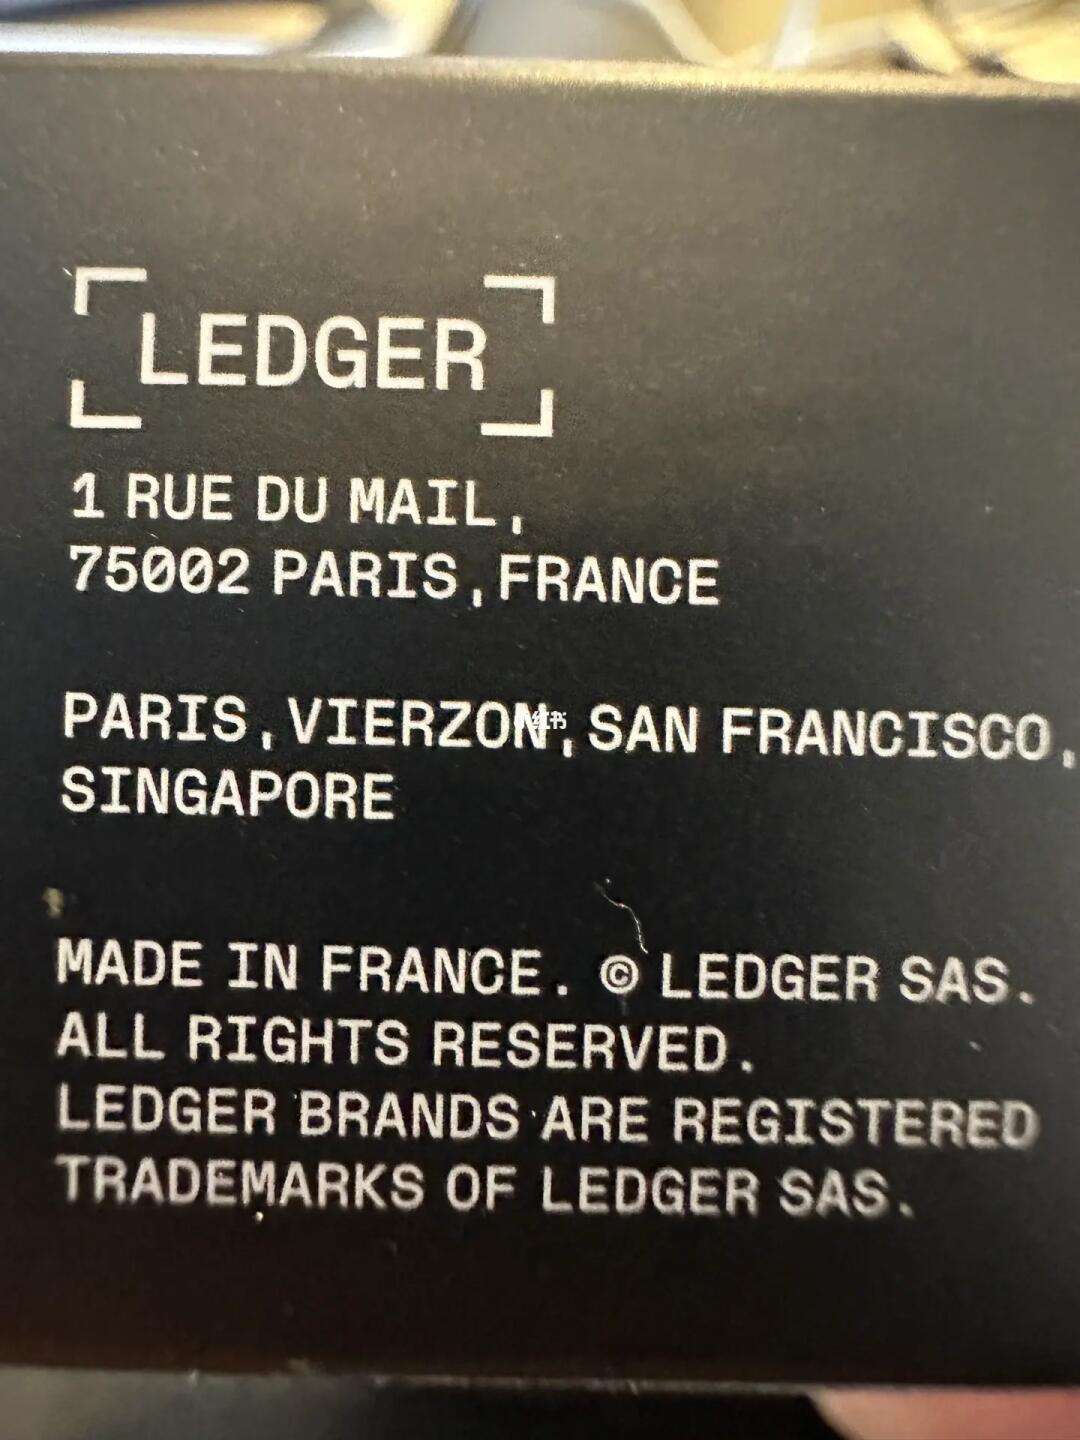 LEDGER
1 RUE DU MAIL,
75002 PARIS,FRANCE
PARIS,VIERZON,SAN FRANCISCO,
SINGAPORE
MADE IN FRANCE. © LEDGER SAS.
ALL RIGHTS RESERVED.
LEDGER BRANDS ARE REGISTERED
TRADEMARKS OF LEDGER SAS.